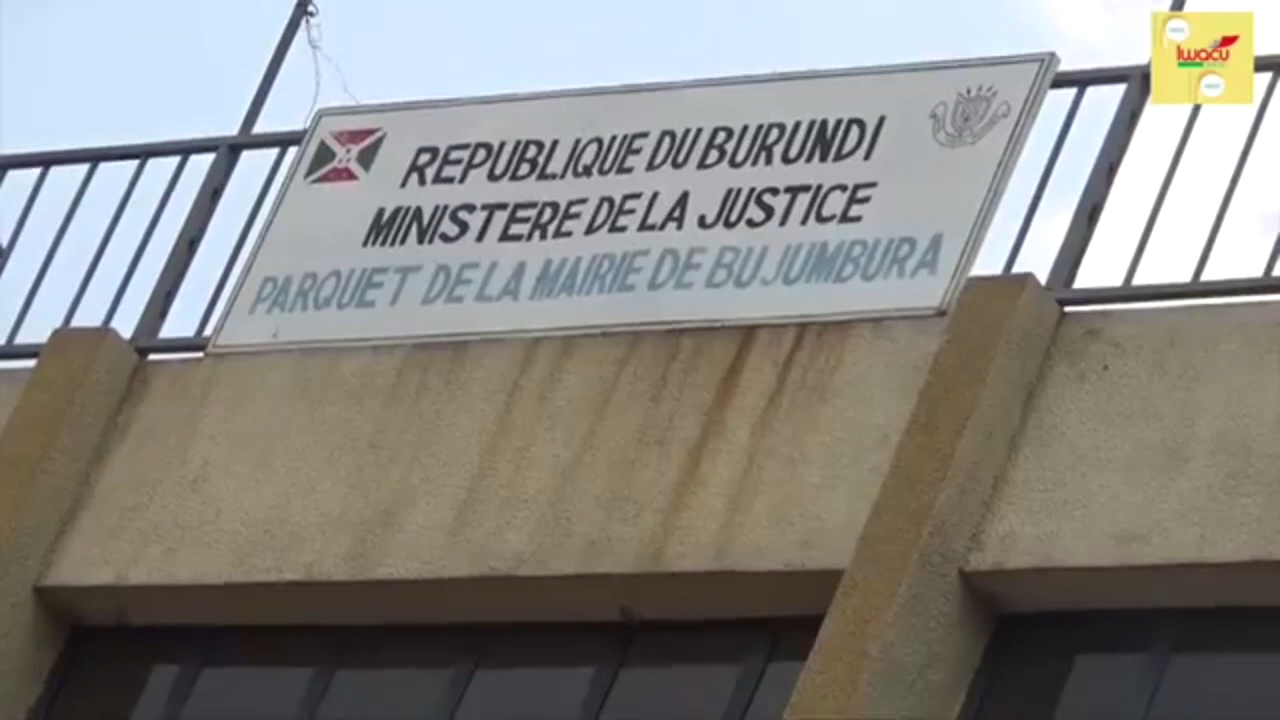 Iwacu
REPUBLIQUE DU BURUNDI
MINISTERE DE LA JUSTICE
PARQUET DE LA MAIRIE DE BUJUMBURA